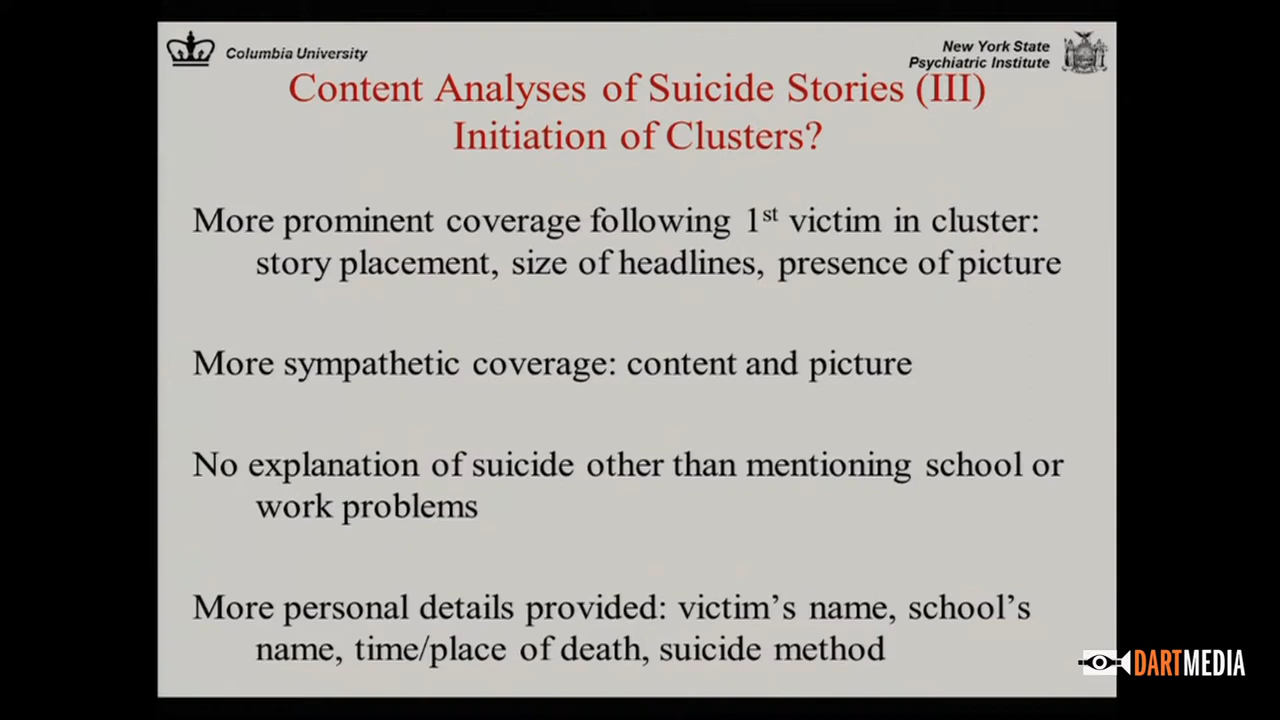 Columbia University
New York State
Psychiatric Institute
Content Analyses of Suicide Stories (III)
Initiation of Clusters?
More prominent coverage following 1st victim in cluster:
story placement, size of headlines, presence of picture
More sympathetic coverage: content and picture
No explanation of suicide other than mentioning school or
work problems
More personal details provided: victim’s name, school’s
name, time/place of death, suicide method
DARTMEDIA